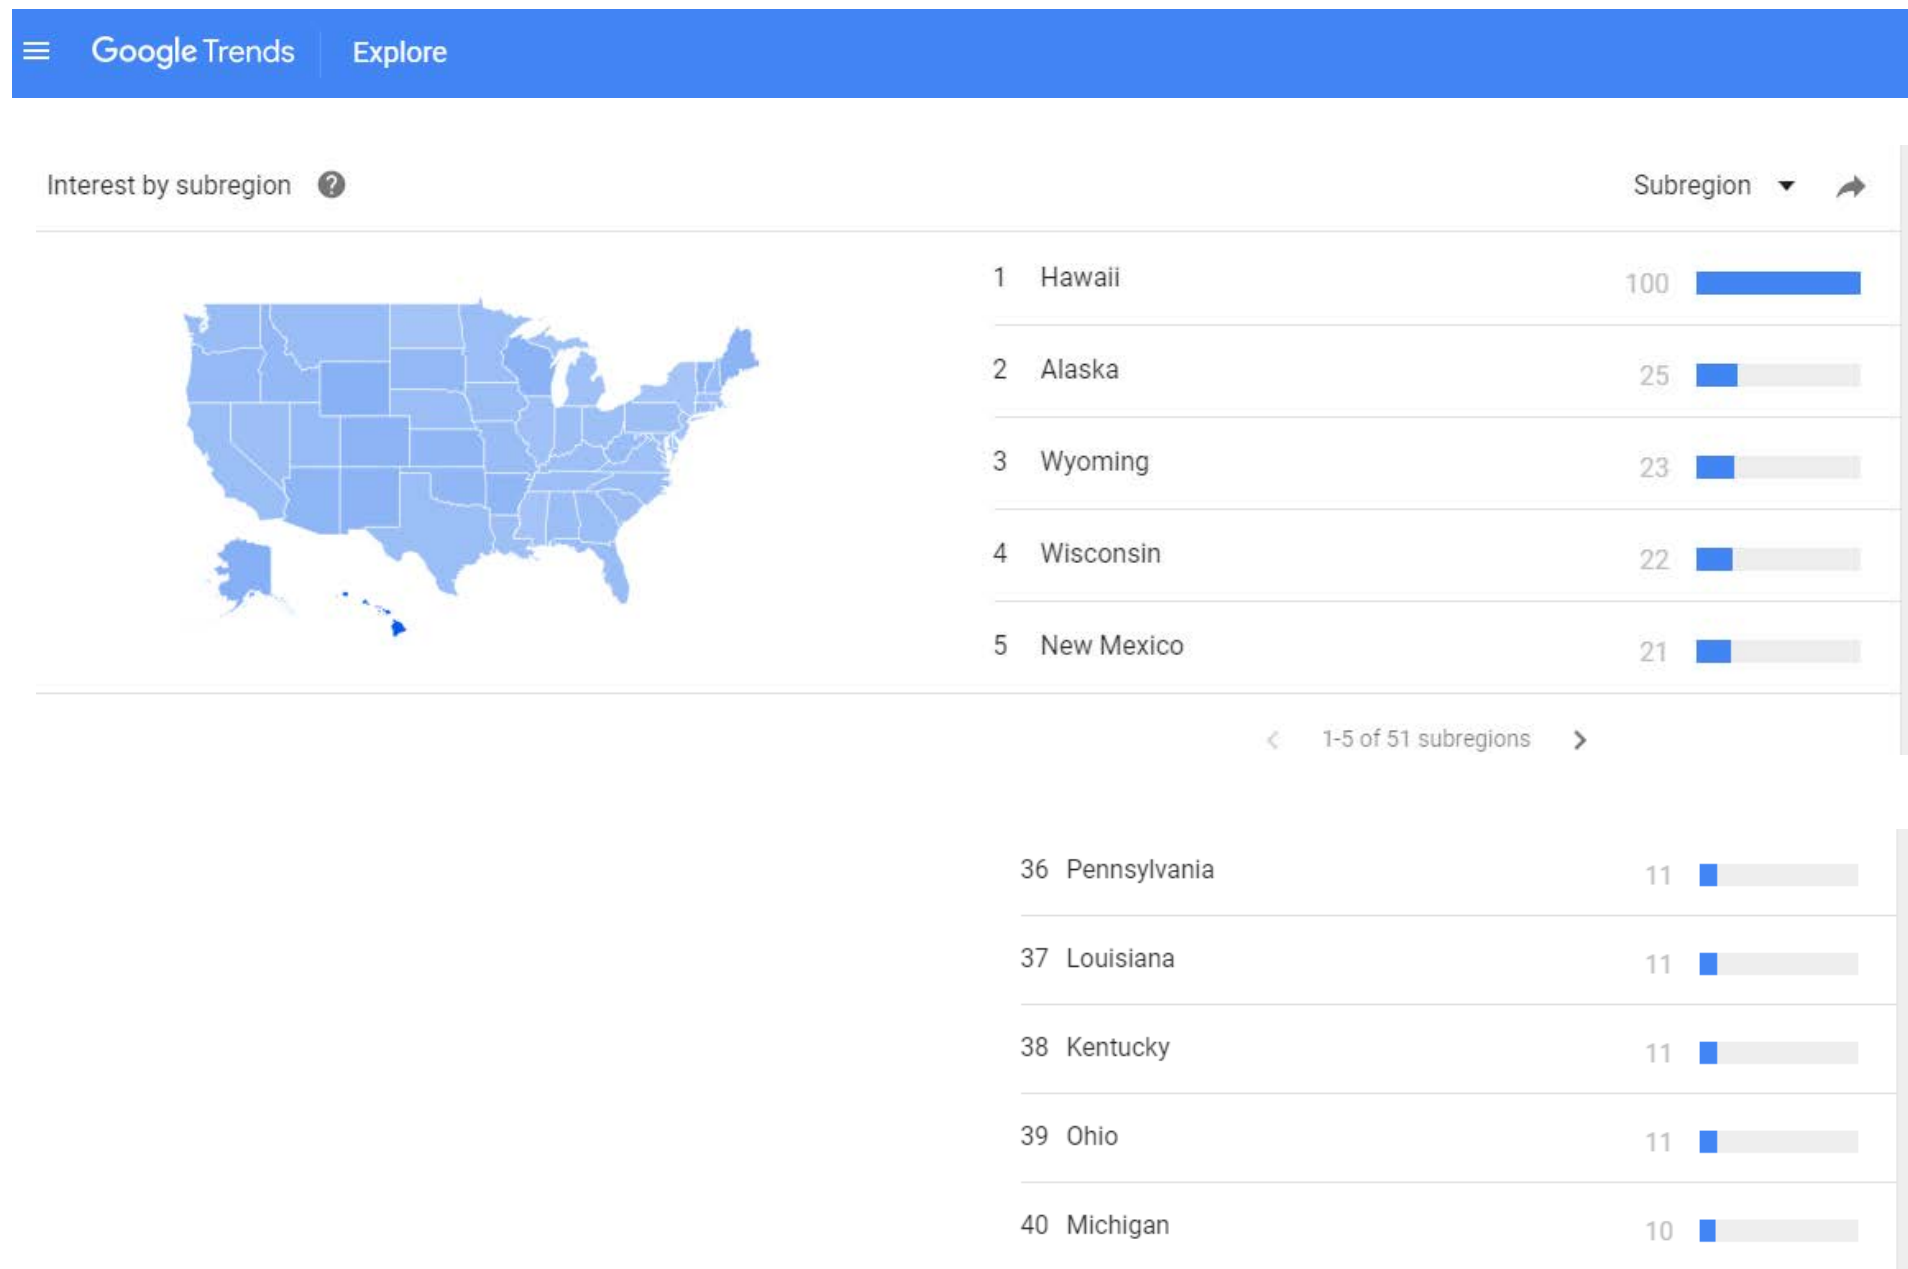 Google Trends Explore
Interest by subregion ? Subregion
1 Hawaii 100
2 Alaska 25
3 Wyoming 23
4 Wisconsin 22
5 New Mexico 21
1-5 of 51 subregions
36 Pennsylvania 11
37 Louisiana 11
38 Kentucky 11
39 Ohio 11
40 Michigan 10